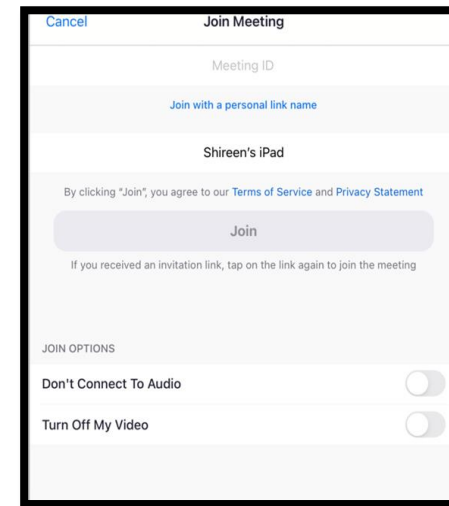 Cancel
Join Meeting
Meeting ID
Join with a personal link name
Shireen's iPad
By clicking "Join", you agree to our Terms of Service and Privacy Statement
Join
If you received an invitation link, tap on the link again to join the meeting
JOIN OPTIONS
Don't Connect To Audio
Turn Off My Video